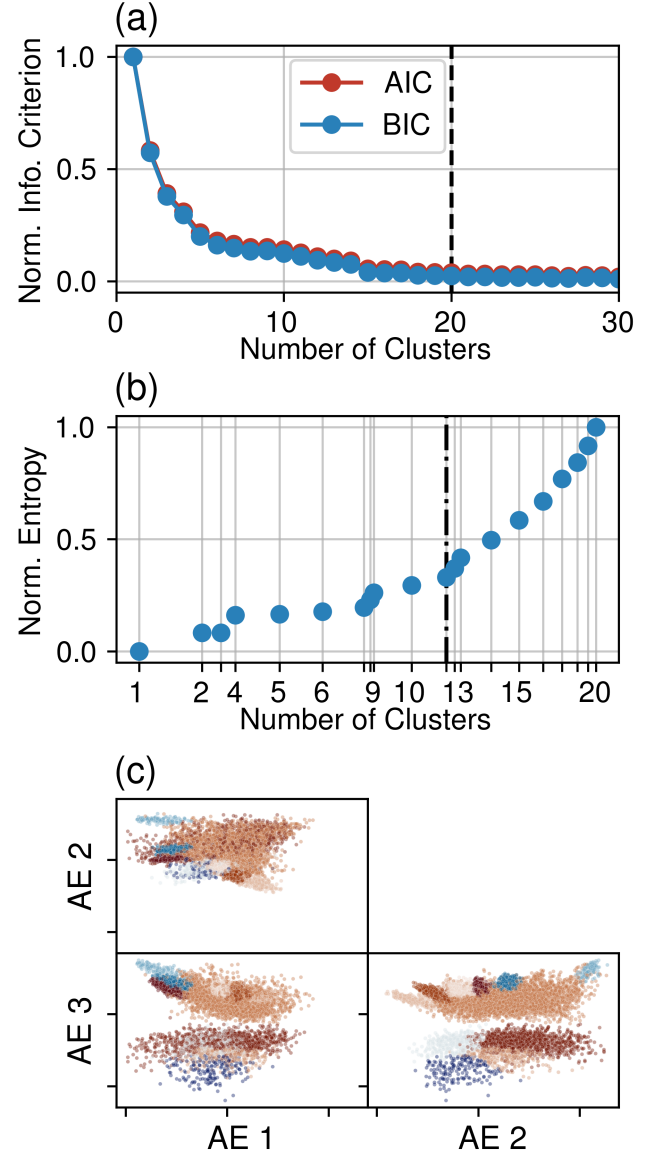 (a)
Norm. Info. Criterion
1.0
0.5
0.0
AIC
BIC
0 10 20 30
Number of Clusters
(b)
Norm. Entropy
1.0
0.5
0.0
1 2 4 5 6 9 10 13 15 20
Number of Clusters
(c)
AE 2
AE 3
AE 1 AE 2